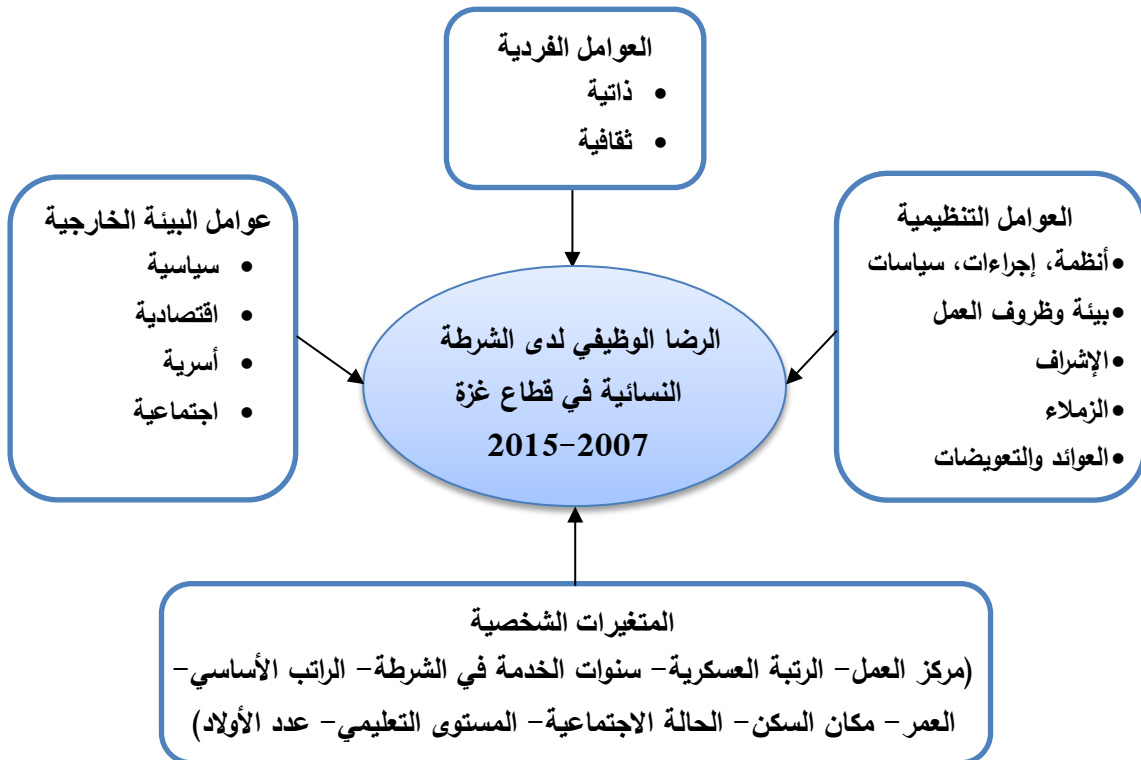 العوامل الفردية
• ذاتية
• ثقافية
العوامل التنظيمية
•أنظمة، إجراءات، سياسات
•بيئة وظروف العمل
•الإشراف
•الزملاء
•العوائد والتعويضات
عوامل البيئة الخارجية
• سياسية
• اقتصادية
• أسرية
• اجتماعية
الرضا الوظيفي لدى الشرطة
النسائية في قطاع غزة
2007-2015
المتغيرات الشخصية
(مركز العمل- الرتبة العسكرية- سنوات الخدمة في الشرطة- الراتب الأساسي-
العمر- مكان السكن- الحالة الاجتماعية- المستوى التعليمي- عدد الأولاد)